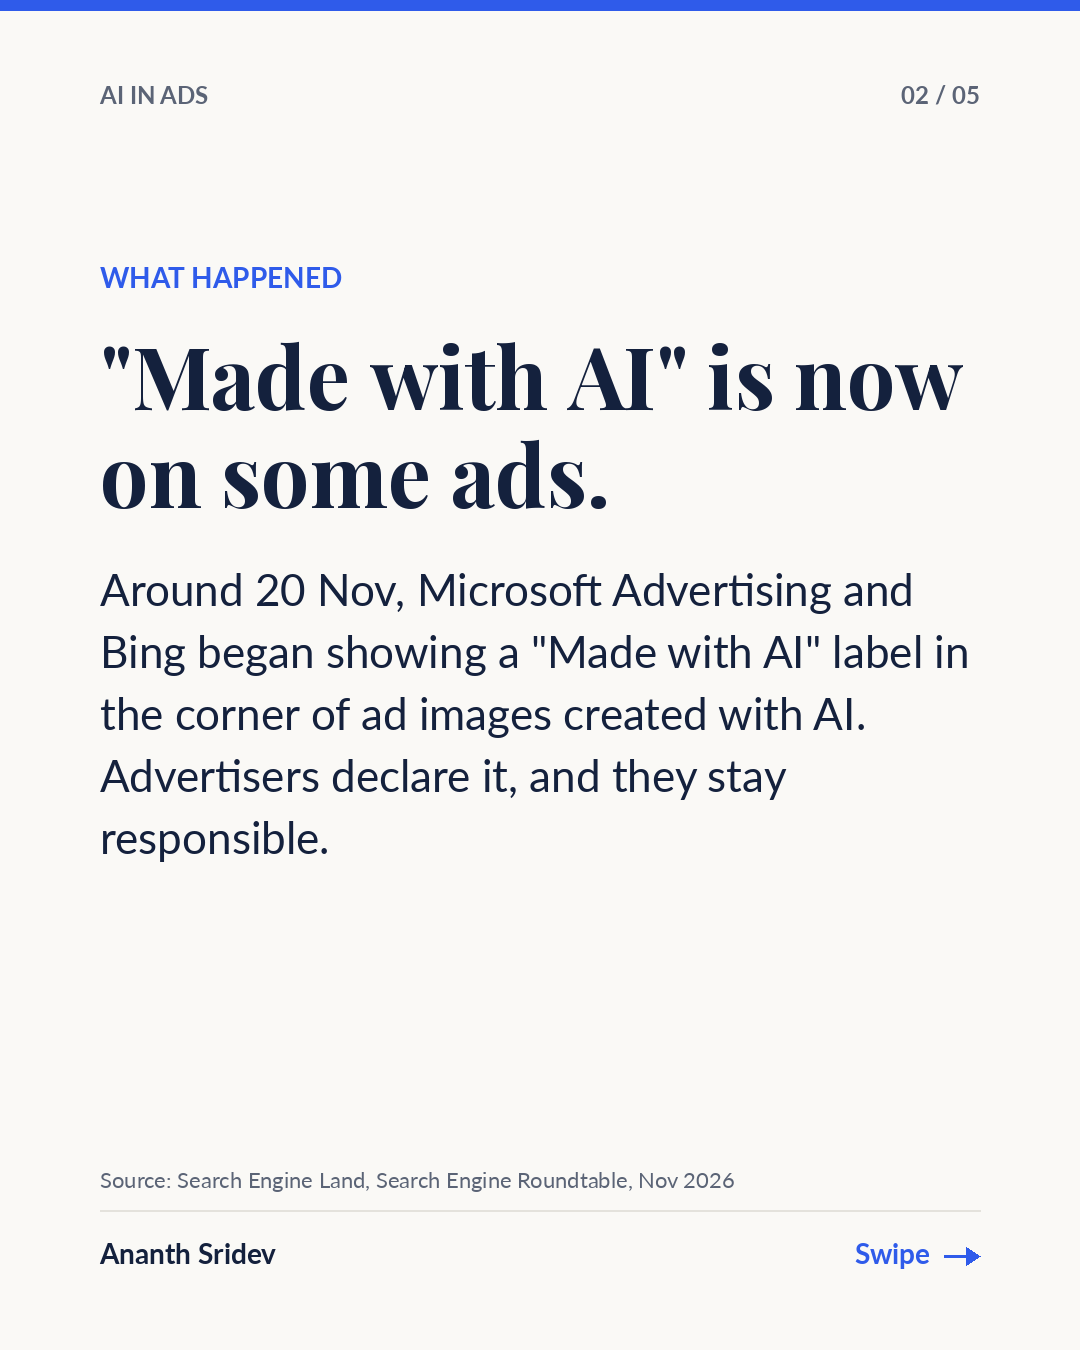 AI IN ADS
02 / 05
WHAT HAPPENED
"Made with AI" is now
on some ads.
Around 20 Nov, Microsoft Advertising and
Bing began showing a "Made with AI" label in
the corner of ad images created with AI.
Advertisers declare it, and they stay
responsible.
Source: Search Engine Land, Search Engine Roundtable, Nov 2026
Ananth Sridev
Swipe